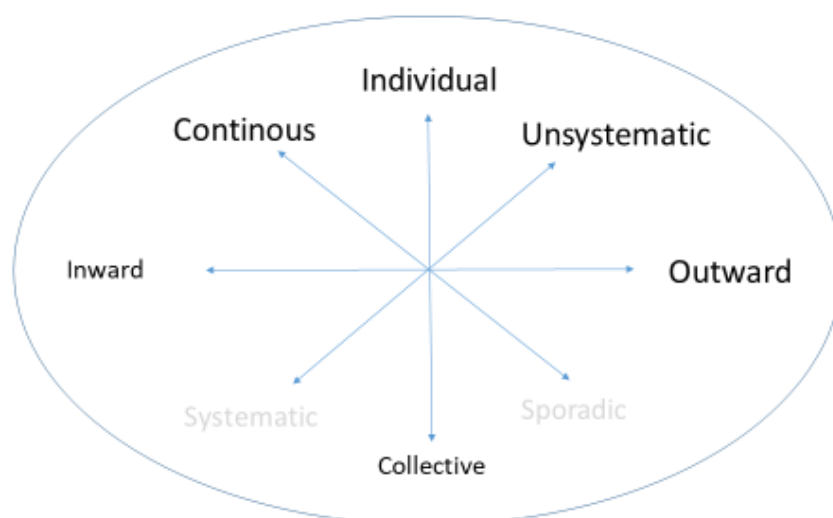 Individual
Continous
Unsystematic
Inward
Outward
Systematic
Sporadic
Collective